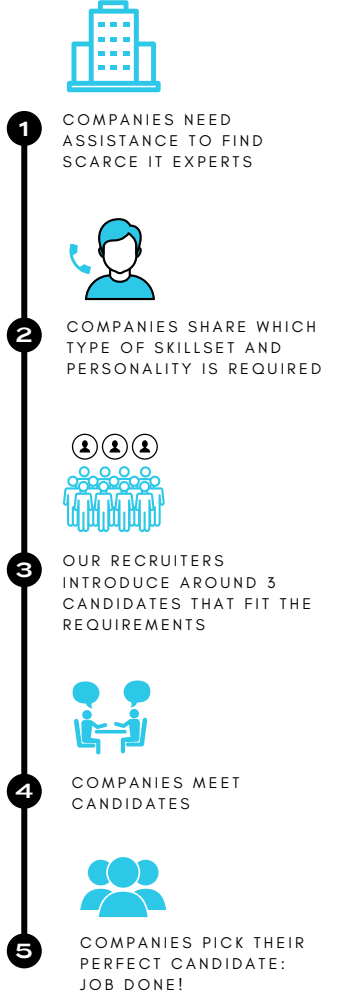 1
COMPANIES NEED
ASSISTANCE TO FIND
SCARCE IT EXPERTS
2
COMPANIES SHARE WHICH
TYPE OF SKILLSET AND
PERSONALITY IS REQUIRED
3
OUR RECRUITERS
INTRODUCE AROUND 3
CANDIDATES THAT FIT THE
REQUIREMENTS
4
COMPANIES MEET
CANDIDATES
5
COMPANIES PICK THEIR
PERFECT CANDIDATE:
JOB DONE!